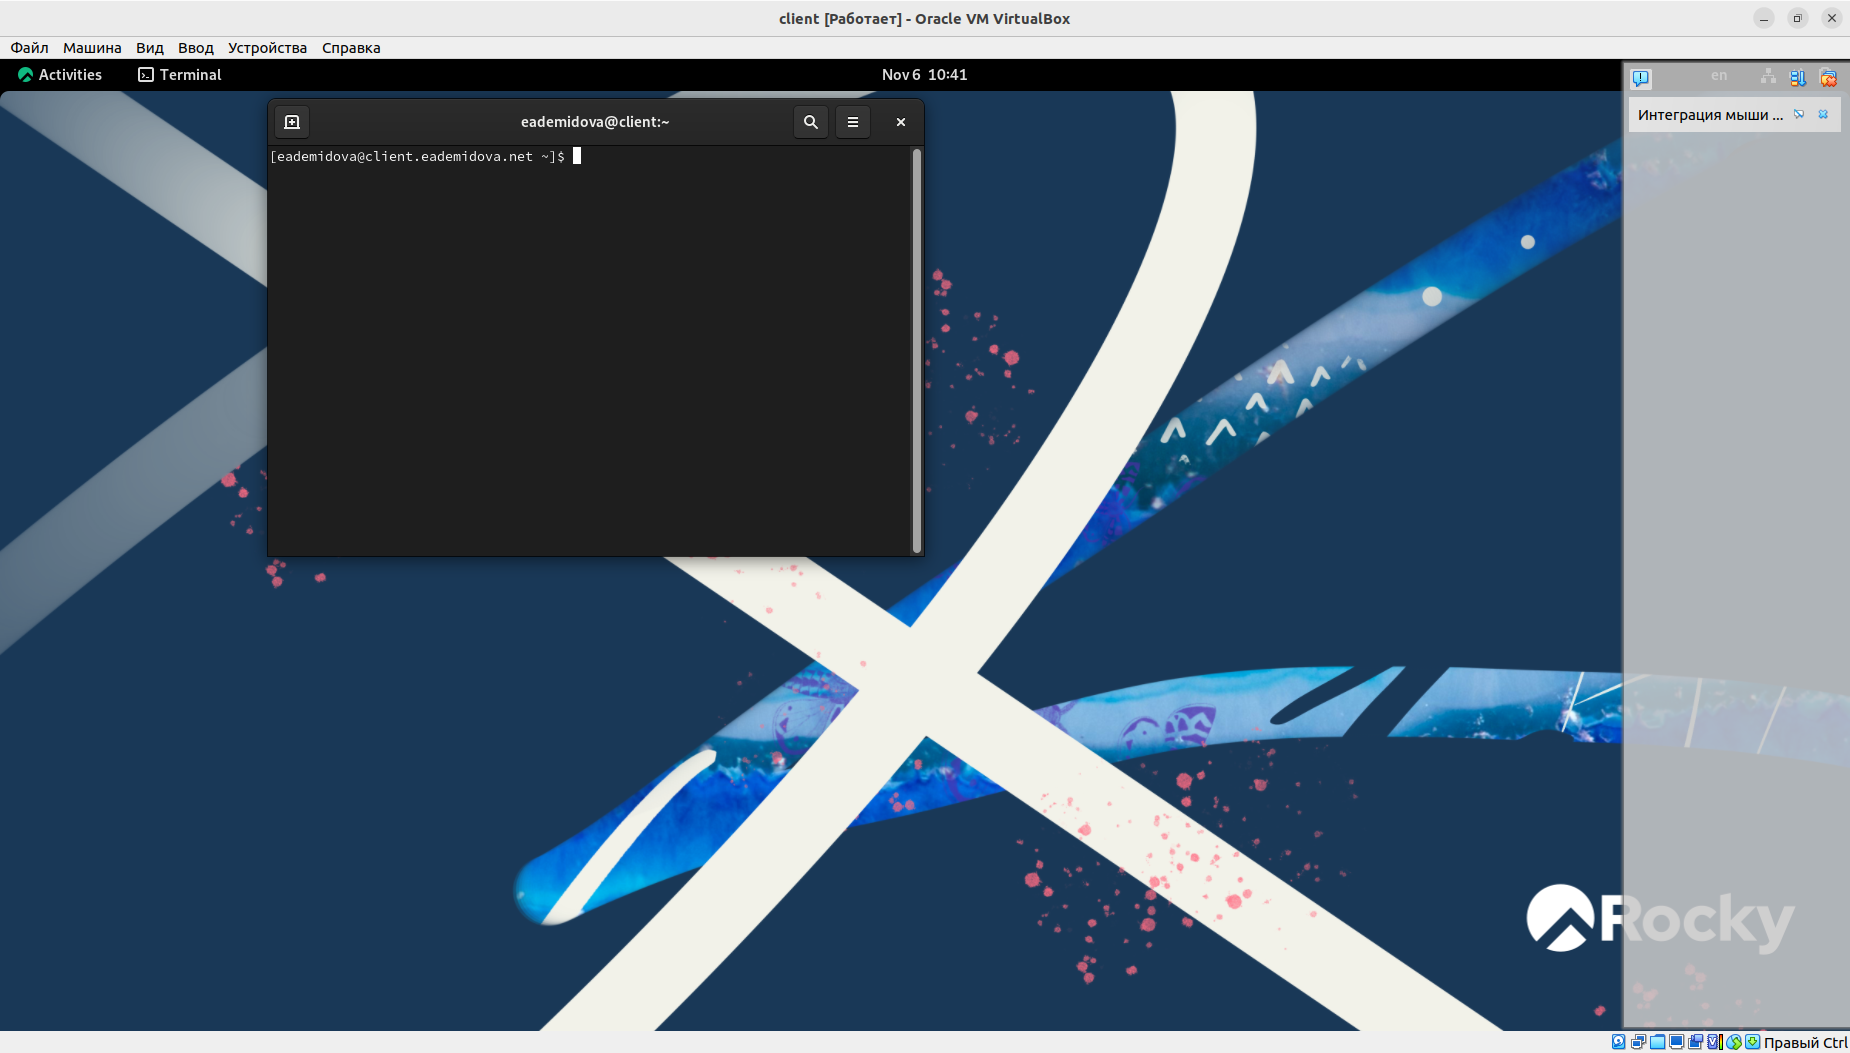 client [Работает] - Oracle VM VirtualBox
Файл Машина Вид Ввод Устройства Справка
Activities Terminal Nov 6 10:41 en
Интеграция мыши ...
eademidova@client:~
[eademidova@client.eademidova.net ~]$
Rocky
Правый Ctrl